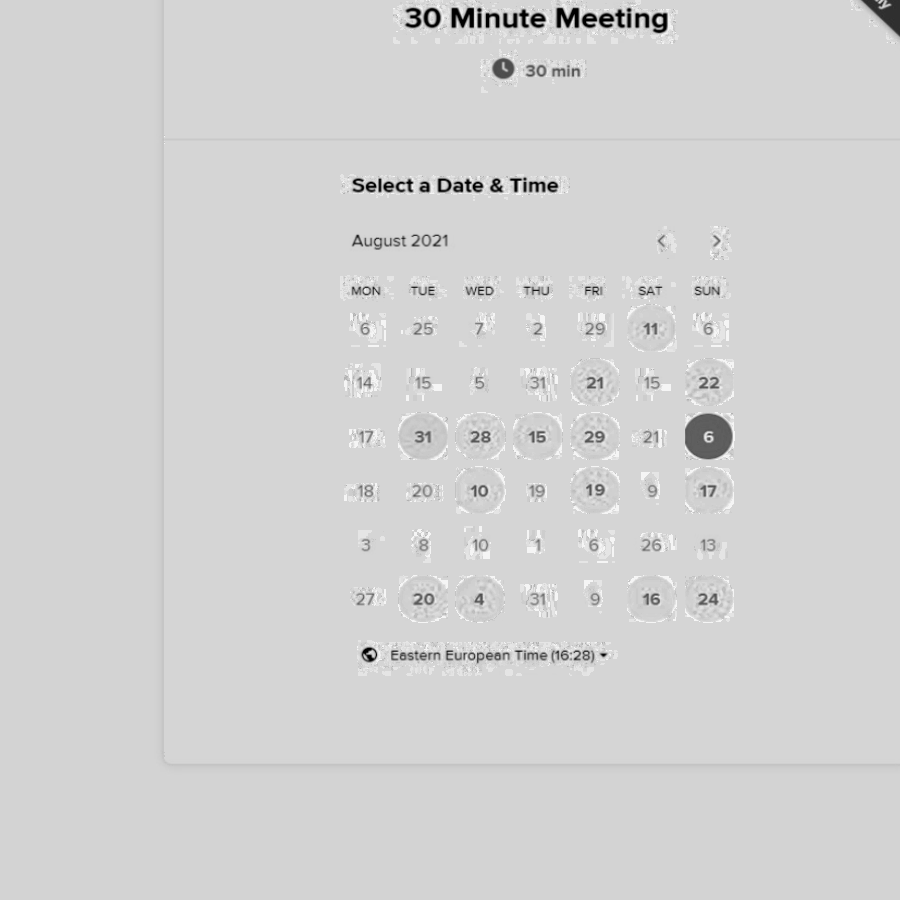 30 Minute Meeting
30 min
Select a Date & Time
August 2021
MON TUE WED THU FRI SAT SUN
6 25 7 2 29 11 6
14 15 5 31 21 15 22
17 31 28 15 29 21 6
18 20 10 19 19 9 17
3 8 10 1 6 26 13
27 20 4 31 9 16 24
Eastern European Time (16:28)